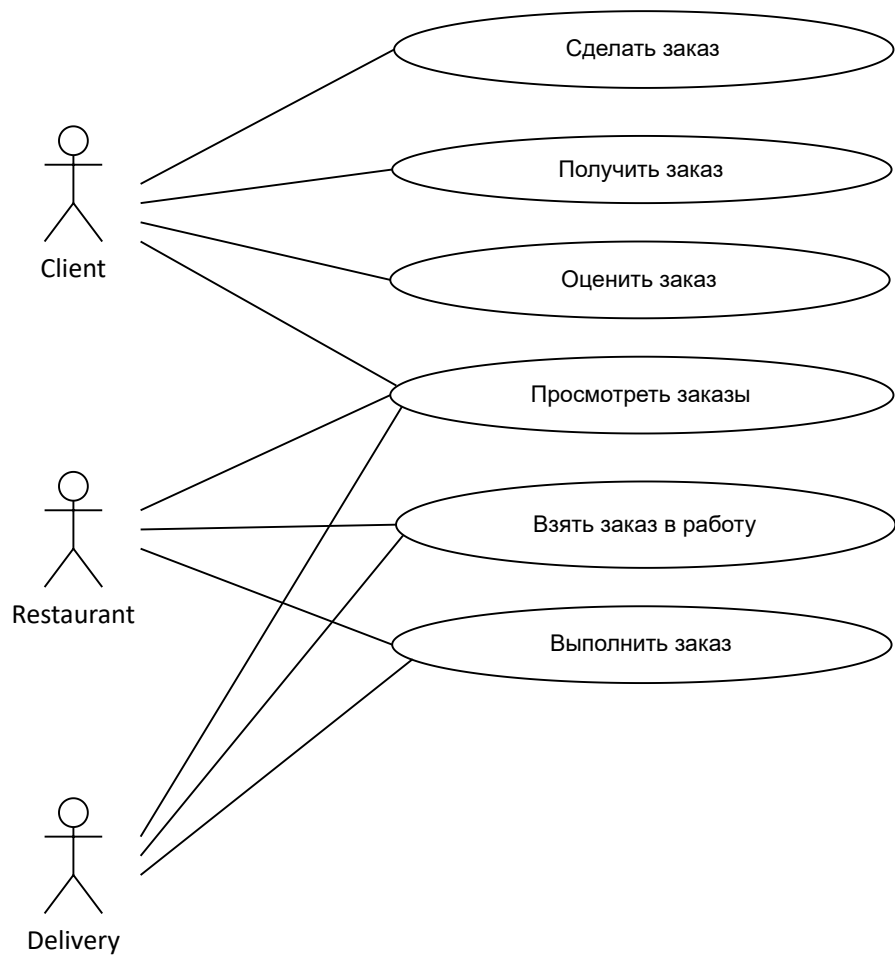 Сделать заказ
Получить заказ
Client
Оценить заказ
Просмотреть заказы
Взять заказ в работу
Restaurant
Выполнить заказ
Delivery